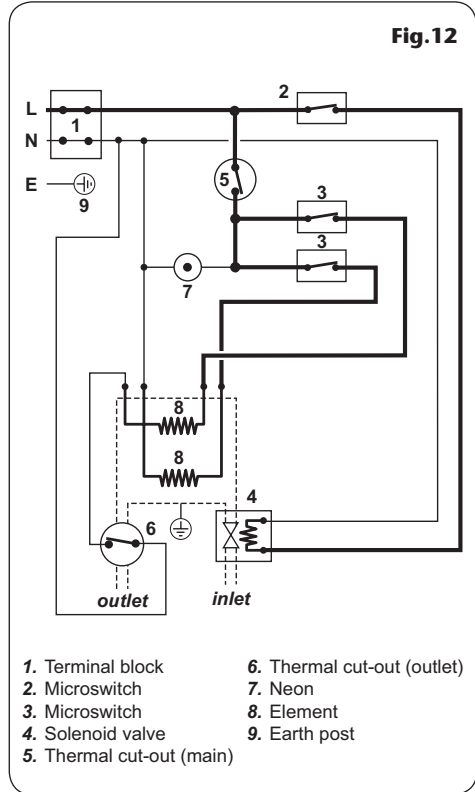 Fig.12
2
L
1
N
5
E
9
3
3
7
8
8
4
6
outlet
inlet
1. Terminal block
2. Microswitch
3. Microswitch
4. Solenoid valve
5. Thermal cut-out (main)
6. Thermal cut-out (outlet)
7. Neon
8. Element
9. Earth post